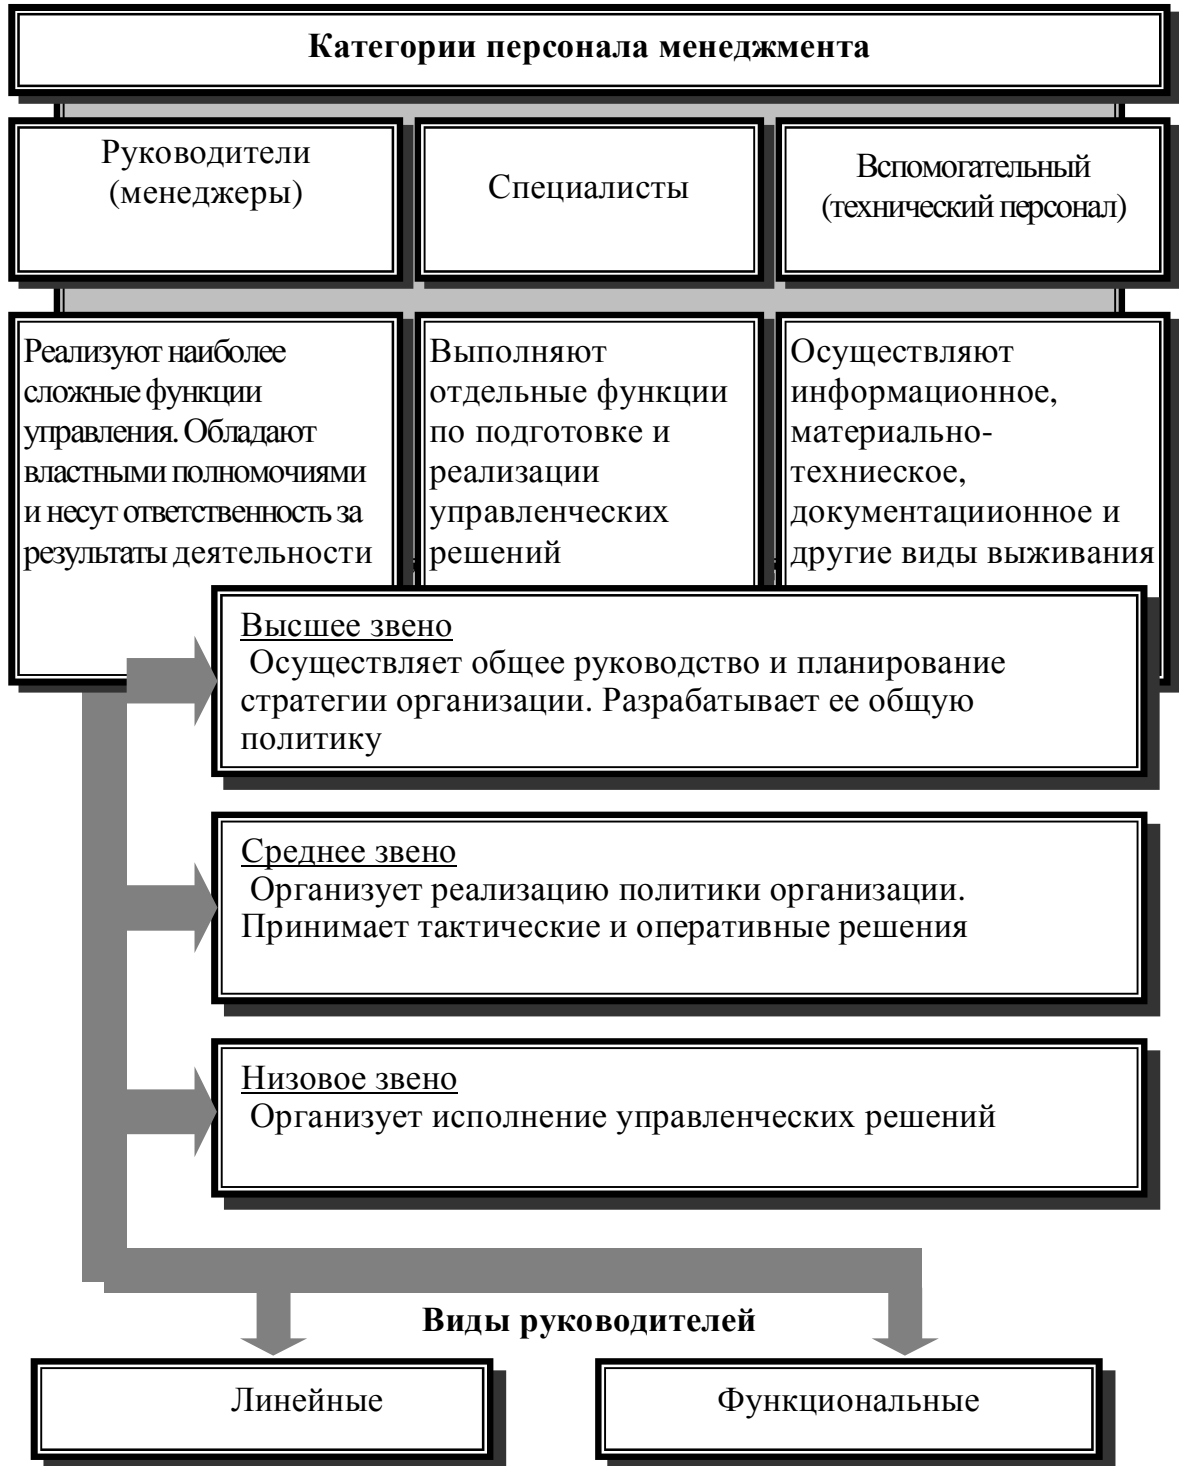 Категории персонала менеджмента
Руководители
(менеджеры)
Специалисты
Вспомогательный
(технический персонал)
Реализуют наиболее
сложные функции
управления. Обладают
властными полномочиями
и несут ответственность за
результаты деятельности
Выполняют
отдельные функции
по подготовке и
реализации
управленческих
решений
Осуществляют
информационное,
материально-
техниеское,
документациионное и
другие виды выживания
Высшее звено
Осуществляет общее руководство и планирование
стратегии организации. Разрабатывает ее общую
политику
Среднее звено
Организует реализацию политики организации.
Принимает тактические и оперативные решения
Низовое звено
Организует исполнение управленческих решений
Виды руководителей
Линейные
Функциональные